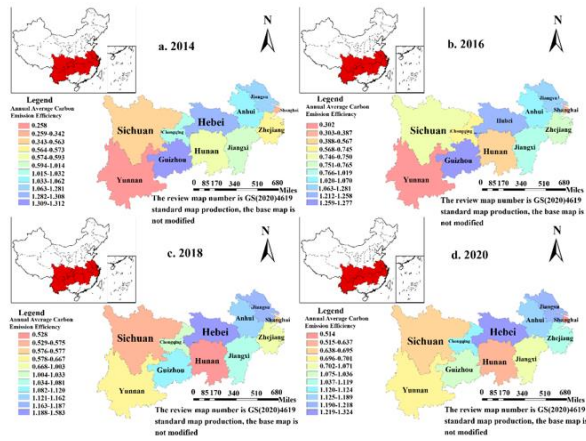 a. 2014
N
Legend
Annual Average Carbon
Emission Efficiency
0.258
0.259-0.342
0.343-0.563
0.564-0.573
0.574-0.593
0.594-1.014
1.015-1.032
1.033-1.062
1.063-1.281
1.282-1.308
1.309-1.312
Sichuan
Chongqing
Yunnan
Guizhou
Hebei
Hunan
Jiangxi
Anhui
Jiangsu
Shanghai
Zhejiang
0 85 170 340 510 680
Miles
The review map number is GS(2020)4619
standard map production, the base map is
not modified
b. 2016
N
Legend
Annual Average Carbon
Emission Efficiency
0.302
0.303-0.387
0.388-0.567
0.568-0.745
0.746-0.750
0.751-0.765
0.766-1.019
1.020-1.070
1.063-1.281
1.212-1.258
1.259-1.277
Sichuan
Chongqing
Yunnan
Guizhou
Hunan
Jiangxi
Anhui
Jiangsu
Shanghai
Zhejiang
0 85 170 340 510 680
Miles
The review map number is GS(2020)4619
standard map production, the base map is
not modified
c. 2018
N
Legend
Annual Average Carbon
Emission Efficiency
0.528
0.529-0.575
0.576-0.577
0.578-0.667
0.668-1.003
1.004-1.033
1.034-1.081
1.082-1.120
1.121-1.162
1.163-1.187
1.188-1.583
Sichuan
Chongqing
Yunnan
Guizhou
Hebei
Hunan
Jiangxi
Anhui
Jiangsu
Shanghai
Zhejiang
0 85 170 340 510 680
Miles
The review map number is GS(2020)4619
standard map production, the base map is
not modified
d. 2020
N
Legend
Annual Average Carbon
Emission Efficiency
0.514
0.515-0.637
0.638-0.695
0.696-0.701
0.702-1.071
1.075-1.036
1.037-1.119
1.120-1.124
1.125-1.189
1.190-1.218
1.219-1.324
Sichuan
Chongqing
Yunnan
Guizhou
Hebei
Hunan
Jiangxi
Anhui
Jiangsu
Shanghai
Zhejiang
0 85 170 340 510 680
Miles
The review map number is GS(2020)4619
standard map production, the base map is
not modified